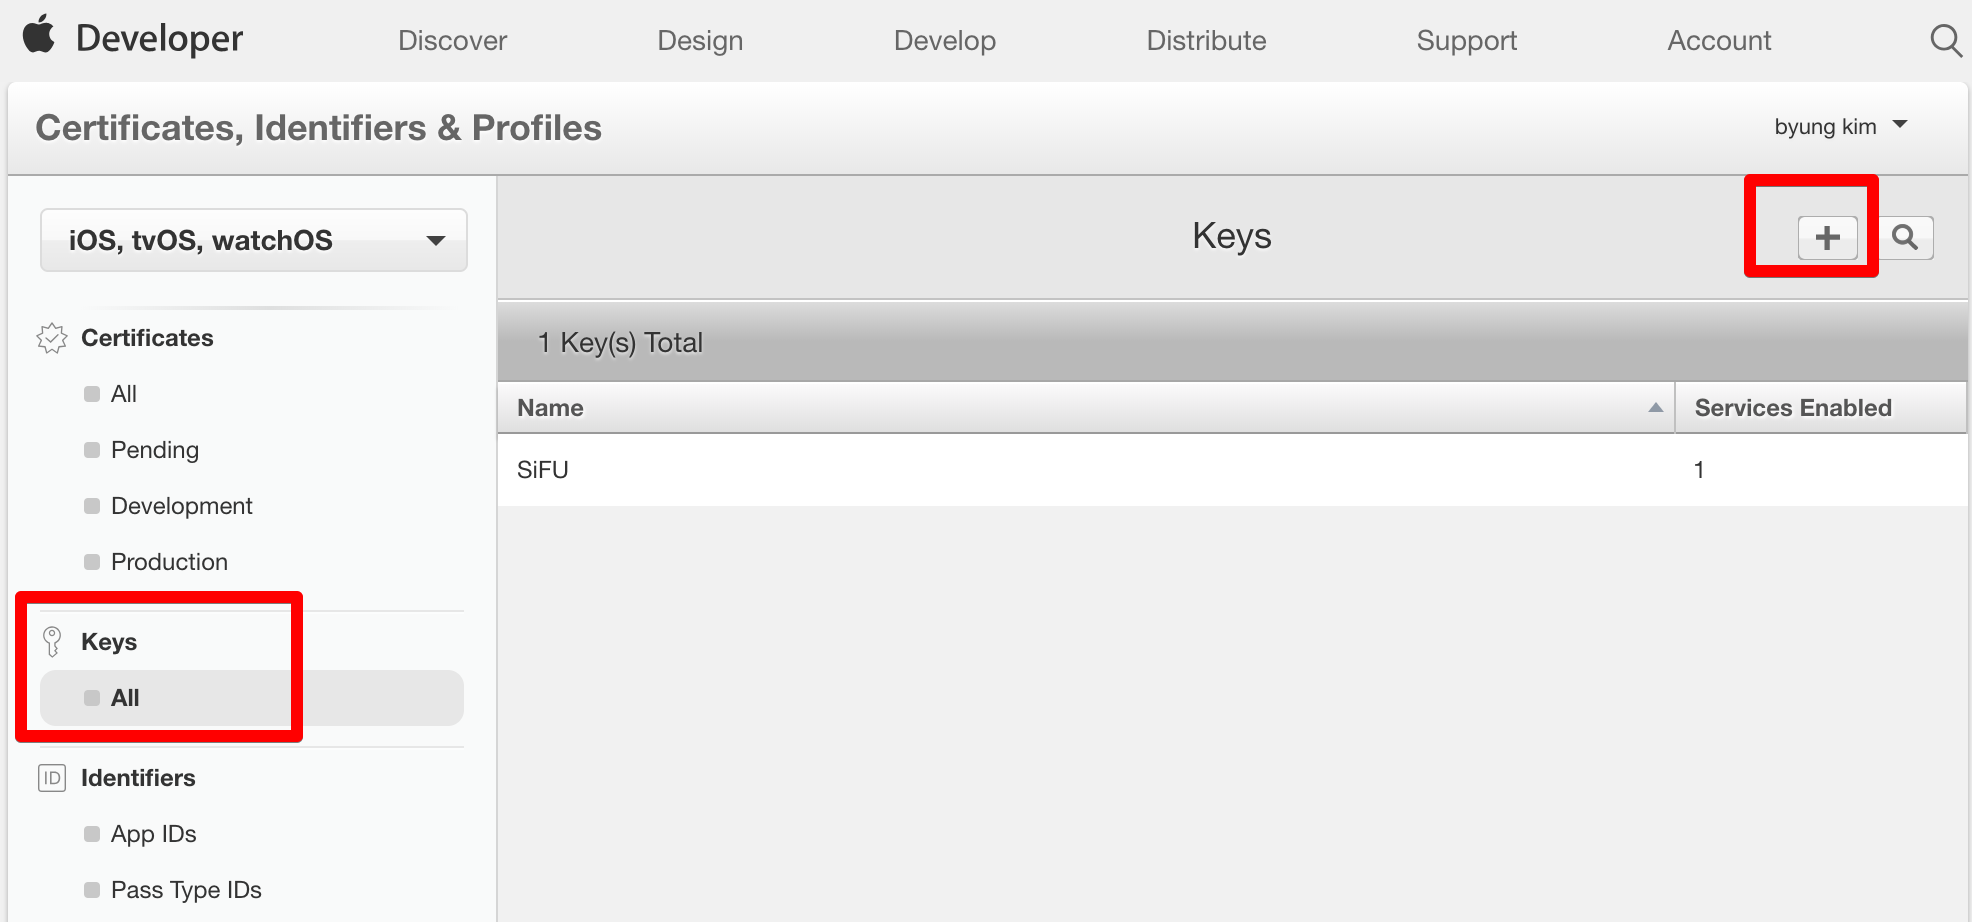 Developer
Discover
Design
Develop
Distribute
Support
Account
Certificates, Identifiers & Profiles
byung kim
iOS, tvOS, watchOS
Certificates
All
Pending
Development
Production
Keys
All
ID Identifiers
App IDs
Pass Type IDs
Keys
1 Key(s) Total
Name
Services Enabled
SiFU
1